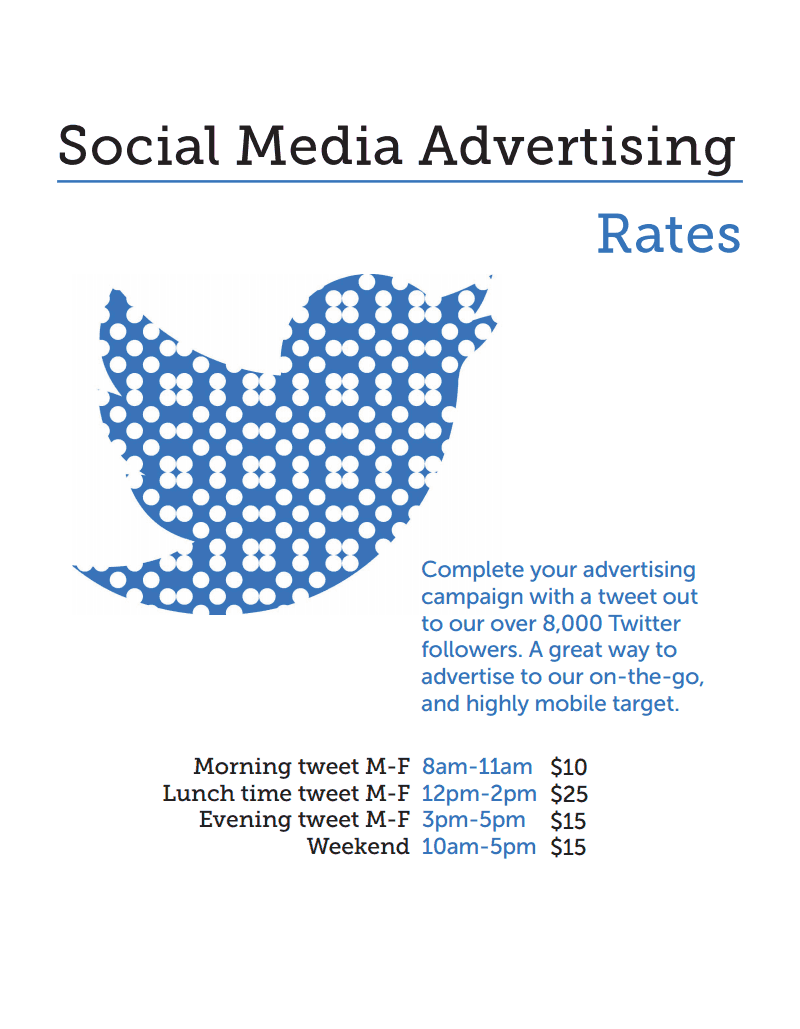 Social Media Advertising
Rates
Complete your advertising
campaign with a tweet out
to our over 8,000 Twitter
followers. A great way to
advertise to our on-the-go,
and highly mobile target.
Morning tweet M-F 8am-11am $10
Lunch time tweet M-F 12pm-2pm $25
Evening tweet M-F 3pm-5pm $15
Weekend 10am-5pm $15